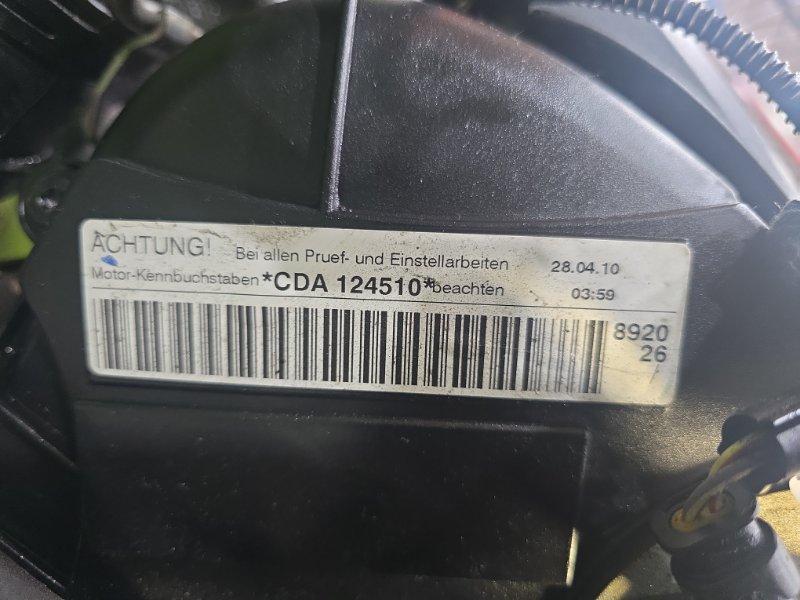 ACHTUNG! Bei allen Pruef- und Einstellarbeiten 28.04.10
Motor-Kennbuchstaben *CDA 124510* beachten 03:59
8920
26